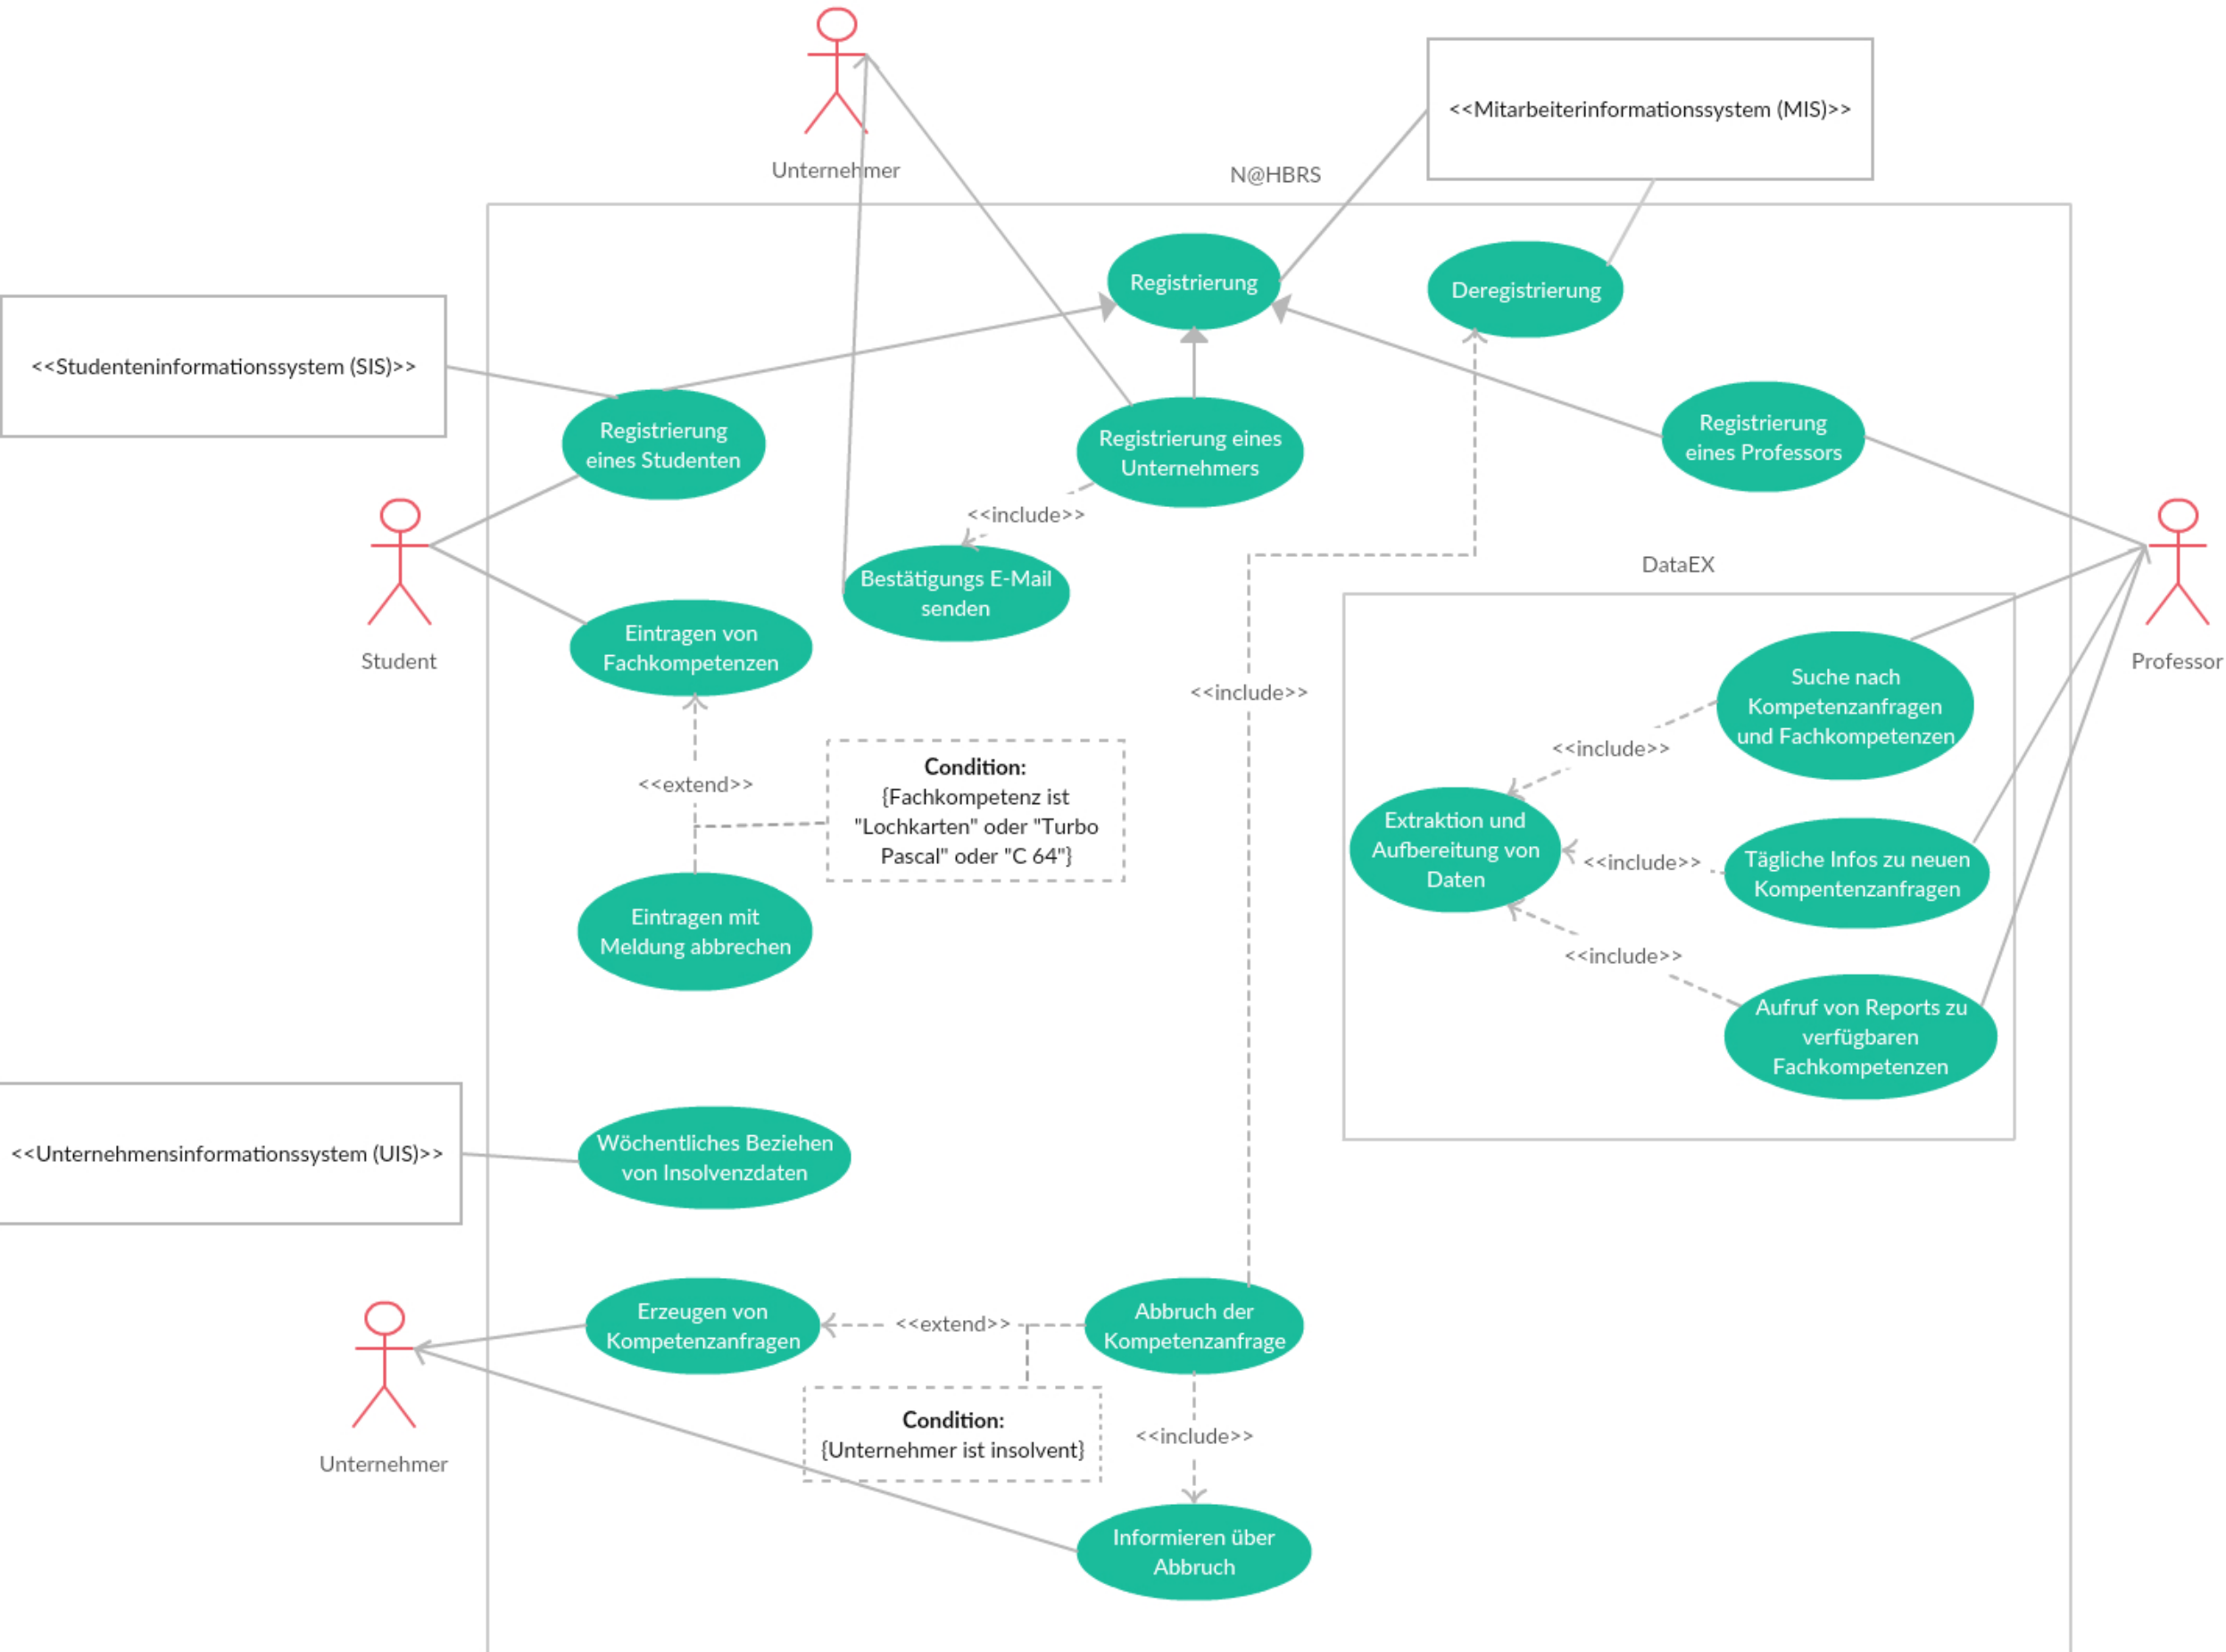 Unternehmer
<<Mitarbeiterinformationssystem (MIS)>>
N@HBRS
Registrierung
Deregistrierung
<<Studenteninformationssystem (SIS)>>
Registrierung
eines Studenten
Registrierung eines
Unternehmers
Registrierung
eines Professors
<<include>>
Bestätigungs E-Mail
senden
Student
Eintragen von
Fachkompetenzen
DataEX
Professor
<<include>>
Suche nach
Kompetenzanfragen
und Fachkompetenzen
<<include>>
<<extend>>
Condition:
{Fachkompetenz ist
"Lochkarten" oder "Turbo
Pascal" oder "C 64"}
Extraktion und
Aufbereitung von
Daten
<<include>>
Tägliche Infos zu neuen
Kompentenzanfragen
Eintragen mit
Meldung abbrechen
<<include>>
Aufruf von Reports zu
verfügbaren
Fachkompetenzen
<<Unternehmensinformationssystem (UIS)>>
Wöchentliches Beziehen
von Insolvenzdaten
Erzeugen von
Kompetenzanfragen
<<extend>>
Abbruch der
Kompetenzanfrage
Unternehmer
Condition:
{Unternehmer ist insolvent}
<<include>>
Informieren über
Abbruch